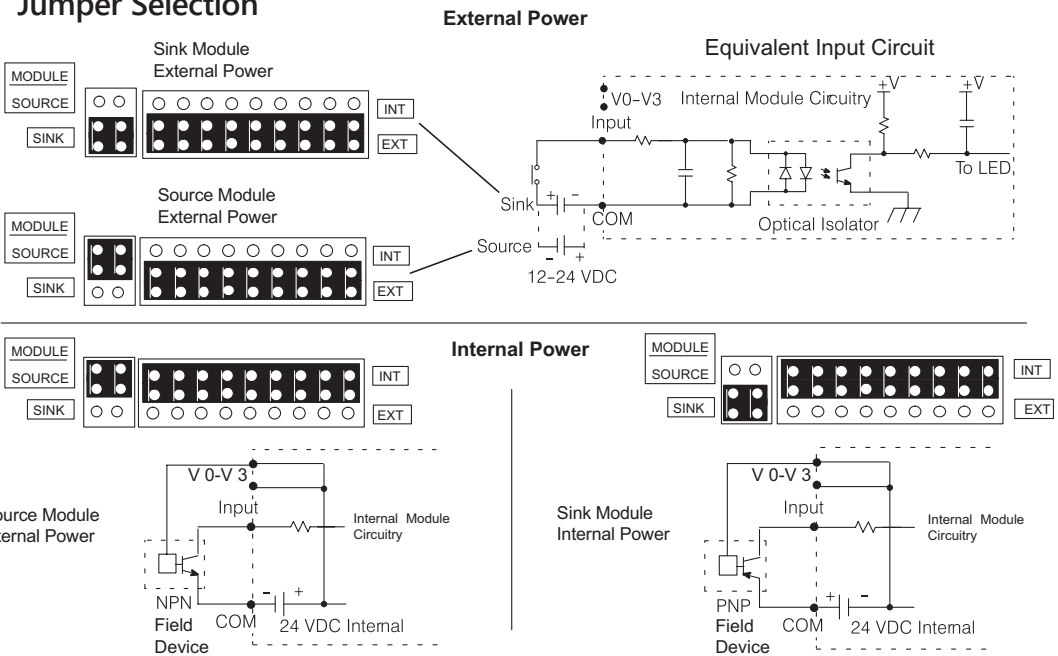 Jumper Selection
External Power
Sink Module
External Power
MODULE
SOURCE
SINK
INT
EXT
Source Module
External Power
MODULE
SOURCE
SINK
INT
EXT
Equivalent Input Circuit
V0-V3
Internal Module Circuitry
+V
+V
Input
To LED
Sink
+
-
COM
Optical Isolator
Source
-
+
12-24 VDC
Internal Power
MODULE
SOURCE
SINK
INT
EXT
V 0-V 3
Input
ource Module
ternal Power
Internal Module
Circuitry
NPN
Field
Device
COM
-
+
24 VDC Internal
MODULE
SOURCE
SINK
INT
EXT
V 0-V 3
Input
Sink Module
Internal Power
Internal Module
Circuitry
PNP
Field
Device
COM
+
-
24 VDC Internal